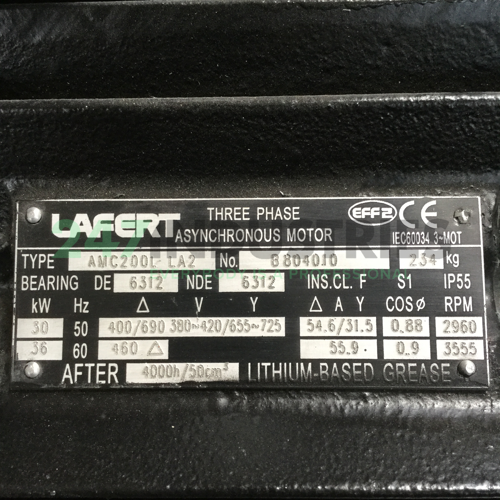 LAFERT THREE PHASE EFF2 CE
ASYNCHRONOUS MOTOR IEC60034 3~MOT
TYPE AMC200L LA2 No. B804010 234 kg
BEARING DE 6312 NDE 6312 INS.CL. F S1 IP55
kW Hz Δ V Y Δ A Y COSØ RPM
30 50 400/690 380~420/655~725 54.6/31.5 0.88 2960
36 60 460 Δ 55.9 0.9 3555
AFTER 4000h/50cm³ LITHIUM-BASED GREASE